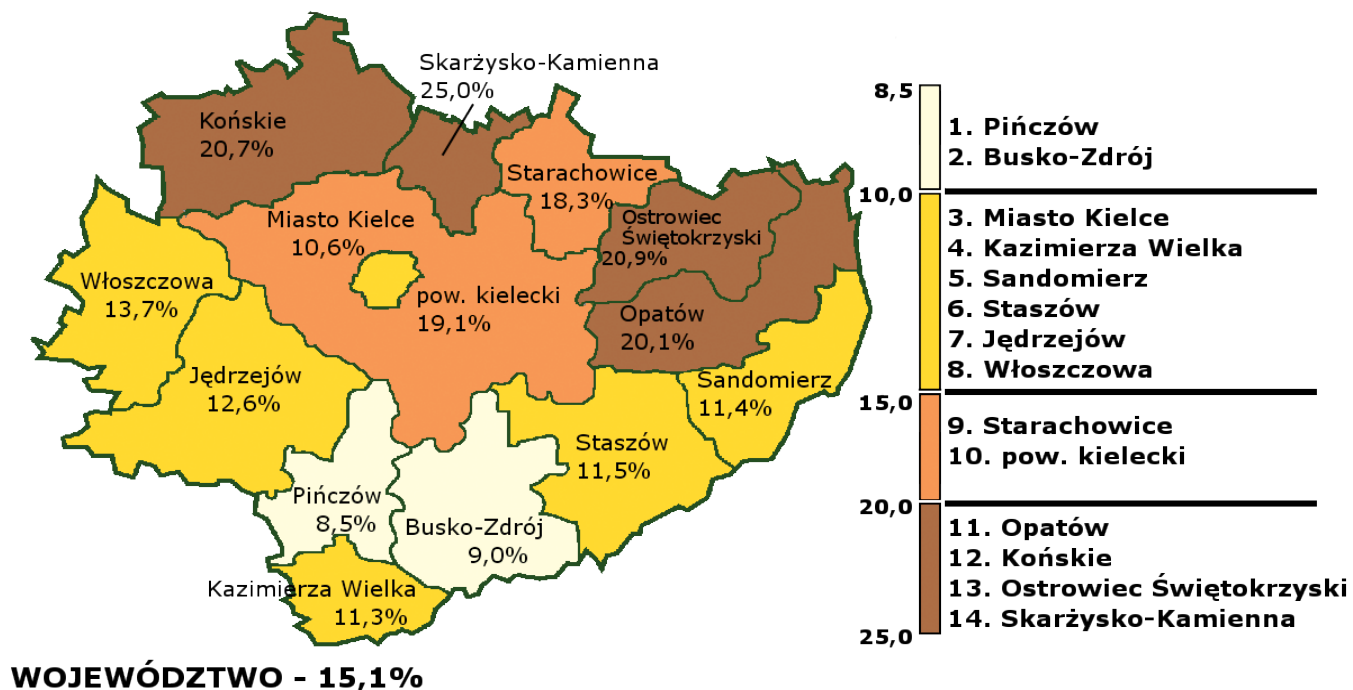 Skarżysko-Kamienna
25,0%
Końskie
20,7%
Starachowice
18,3%
Miasto Kielce
10,6%
Ostrowiec
Świętokrzyski
20,9%
Włoszczowa
13,7%
pow. kielecki
19,1%
Opatów
20,1%
Jędrzejów
12,6%
Sandomierz
11,4%
Staszów
11,5%
Pińczów
8,5%
Busko-Zdrój
9,0%
Kazimierza Wielka
11,3%
WOJEWÓDZTWO - 15,1%
8,5
1. Pińczów
2. Busko-Zdrój
10,0
3. Miasto Kielce
4. Kazimierza Wielka
5. Sandomierz
6. Staszów
7. Jędrzejów
8. Włoszczowa
15,0
9. Starachowice
10. pow. kielecki
20,0
11. Opatów
12. Końskie
13. Ostrowiec Świętokrzyski
14. Skarżysko-Kamienna
25,0